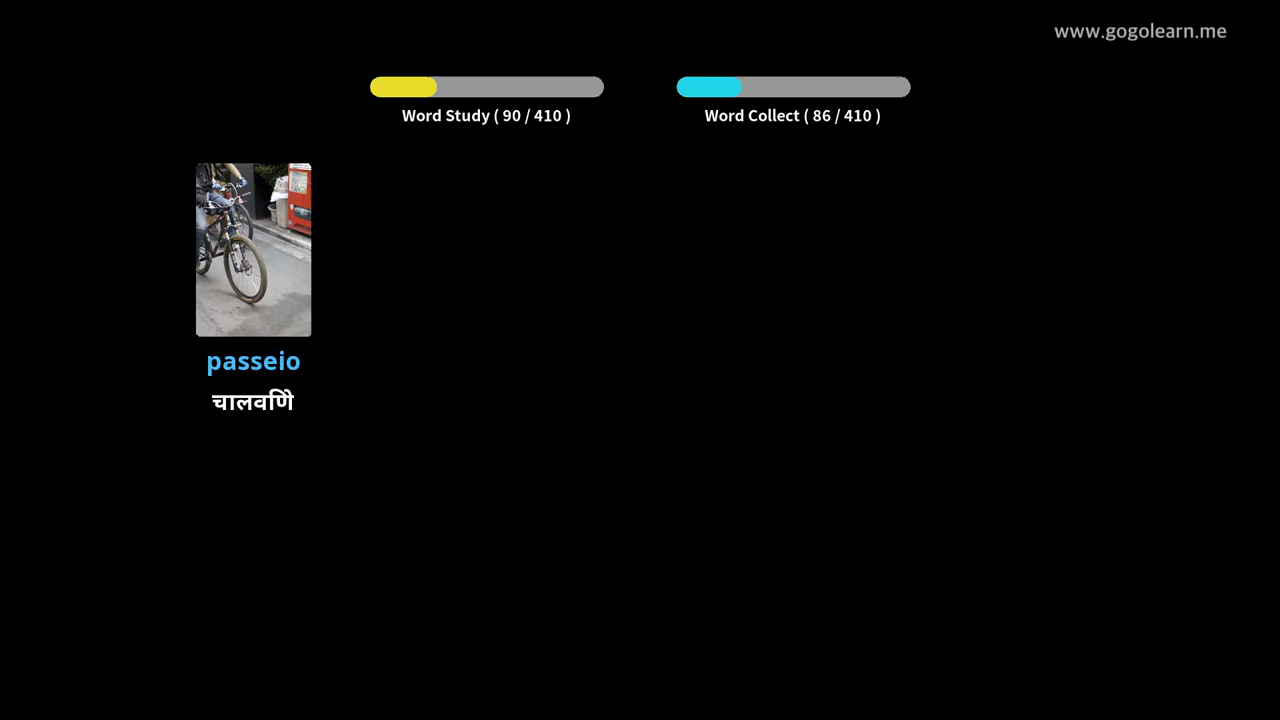 www.gogolearn.me
Word Study ( 90 / 410 )
Word Collect ( 86 / 410 )
passeio
चालवणेि